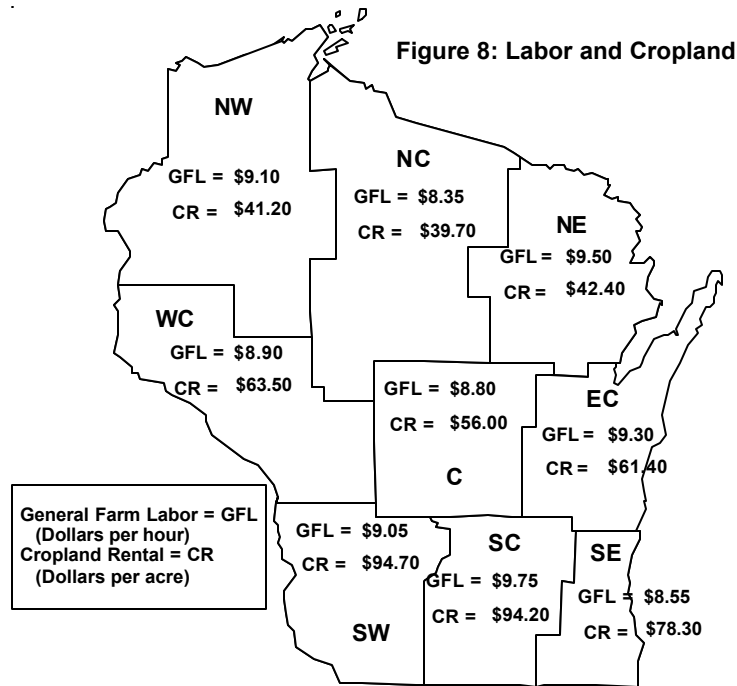 Figure 8: Labor and Cropland
NW
GFL = $9.10
CR = $41.20
NC
GFL = $8.35
CR = $39.70
NE
GFL = $9.50
CR = $42.40
WC
GFL = $8.90
CR = $63.50
GFL = $8.80
CR = $56.00
C
EC
GFL = $9.30
CR = $61.40
General Farm Labor = GFL
(Dollars per hour)
Cropland Rental = CR
(Dollars per acre)
GFL = $9.05
CR = $94.70
SW
SC
GFL = $9.75
CR = $94.20
SE
GFL = $8.55
CR = $78.30